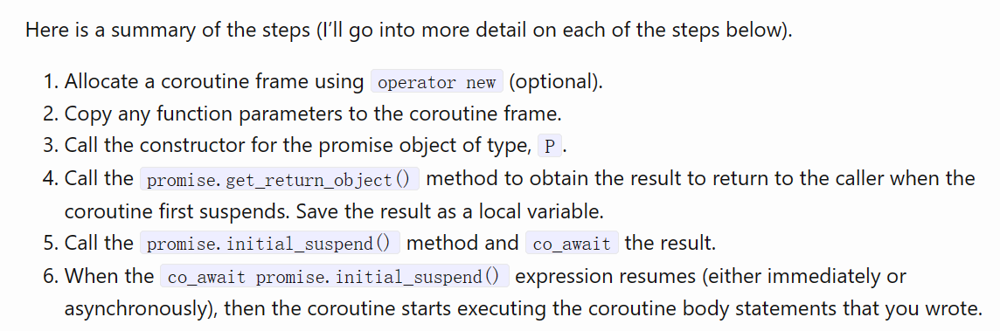 Here is a summary of the steps (I'll go into more detail on each of the steps below).
1. Allocate a coroutine frame using operator new (optional).
2. Copy any function parameters to the coroutine frame.
3. Call the constructor for the promise object of type, P.
4. Call the promise.get_return_object() method to obtain the result to return to the caller when the
coroutine first suspends. Save the result as a local variable.
5. Call the promise.initial_suspend() method and co_await the result.
6. When the co_await promise.initial_suspend() expression resumes (either immediately or
asynchronously), then the coroutine starts executing the coroutine body statements that you wrote.